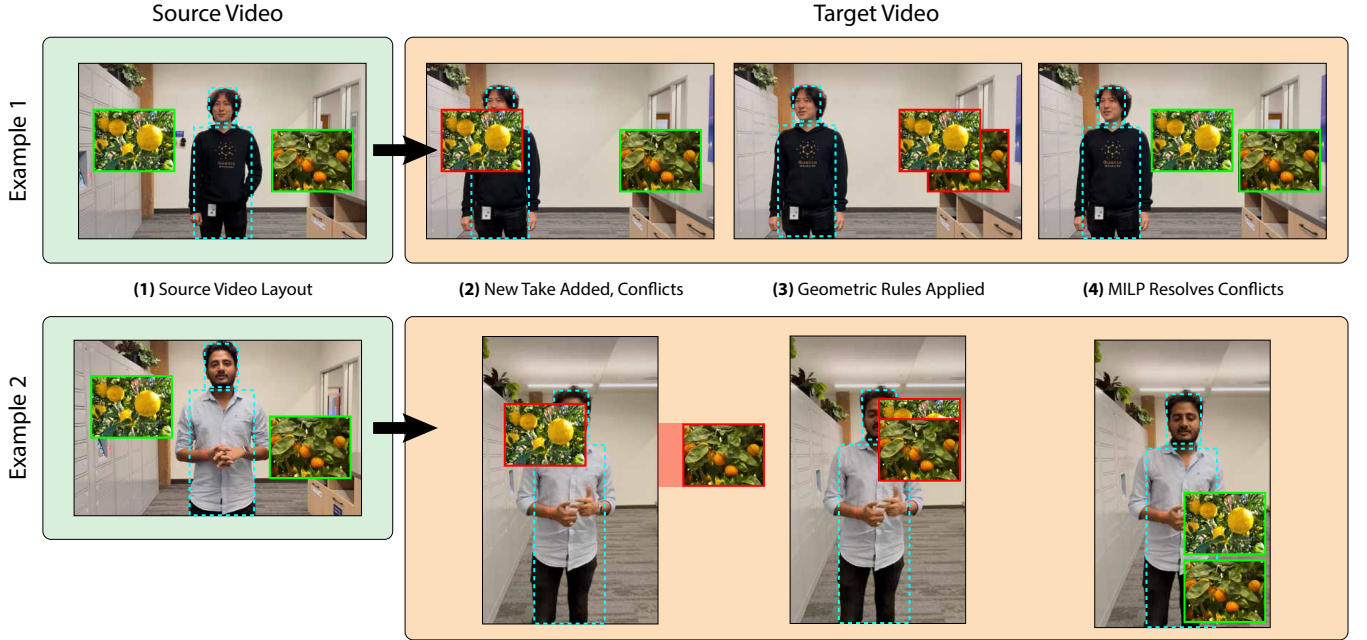 Source Video
Target Video
Example 1
(1) Source Video Layout
(2) New Take Added, Conflicts
(3) Geometric Rules Applied
(4) MILP Resolves Conflicts
Example 2